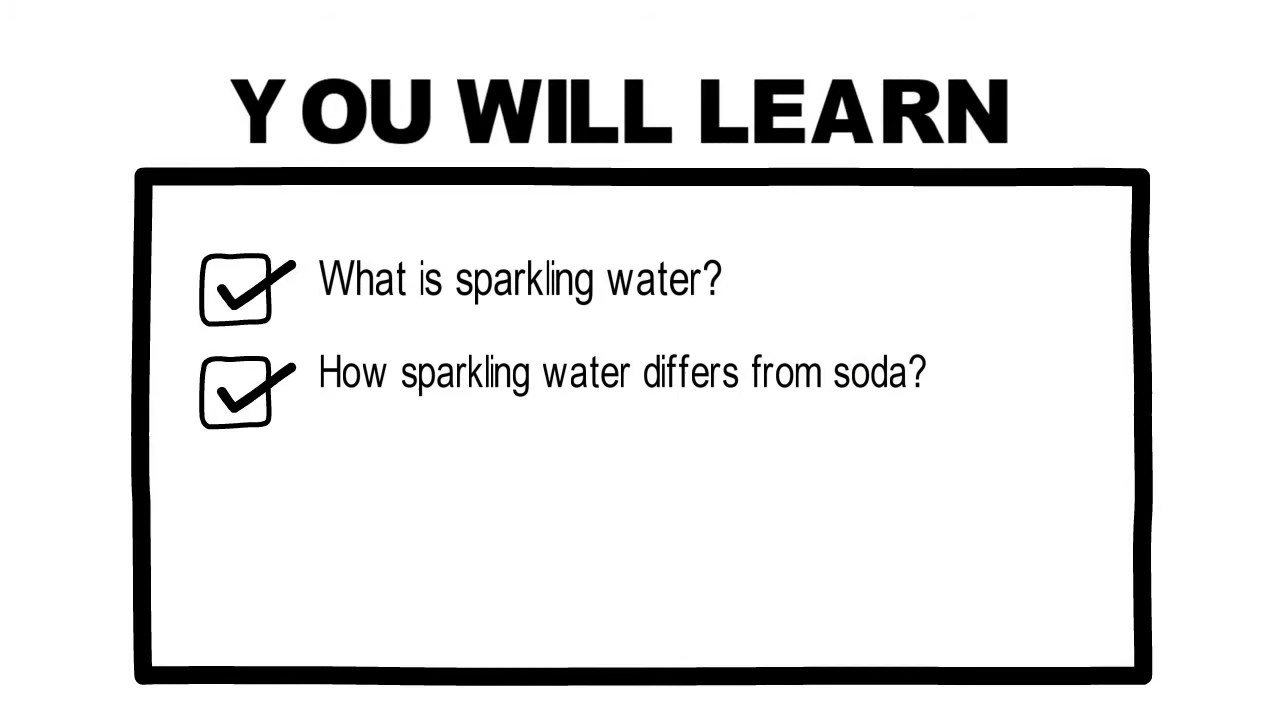 YOU WILL LEARN
What is sparkling water?
How sparkling water differs from soda?